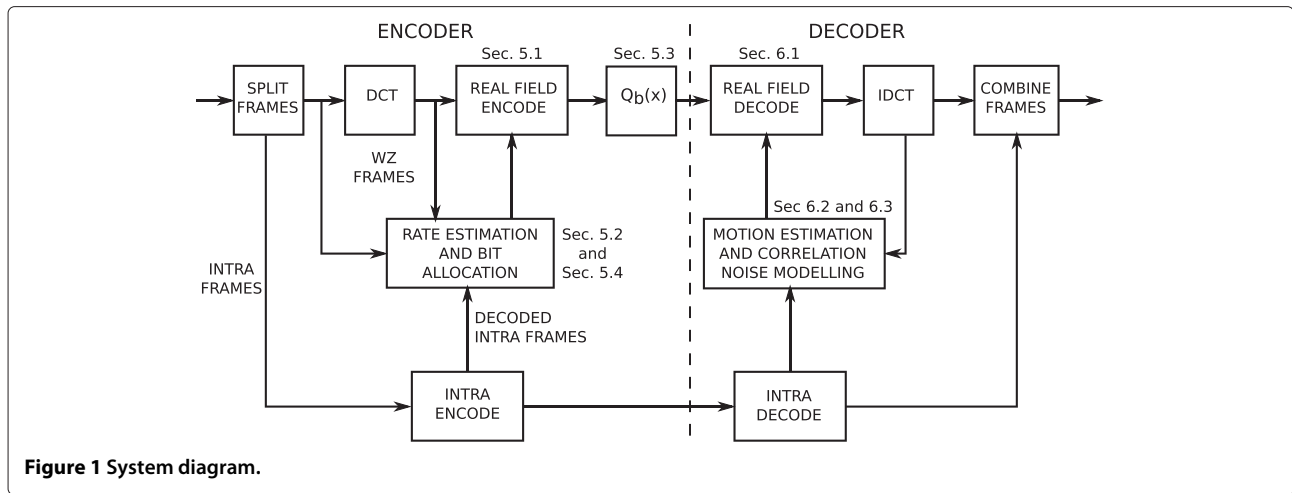 ENCODER
DECODER
Sec. 5.1
Sec. 5.3
Sec. 6.1
SPLIT
FRAMES
DCT
REAL FIELD
ENCODE
Qb(x)
REAL FIELD
DECODE
IDCT
COMBINE
FRAMES
WZ
FRAMES
Sec 6.2 and 6.3
RATE ESTIMATION
AND BIT
ALLOCATION
Sec. 5.2
and
Sec. 5.4
MOTION ESTIMATION
AND CORRELATION
NOISE MODELLING
INTRA
FRAMES
DECODED
INTRA FRAMES
INTRA
ENCODE
INTRA
DECODE
Figure 1 System diagram.